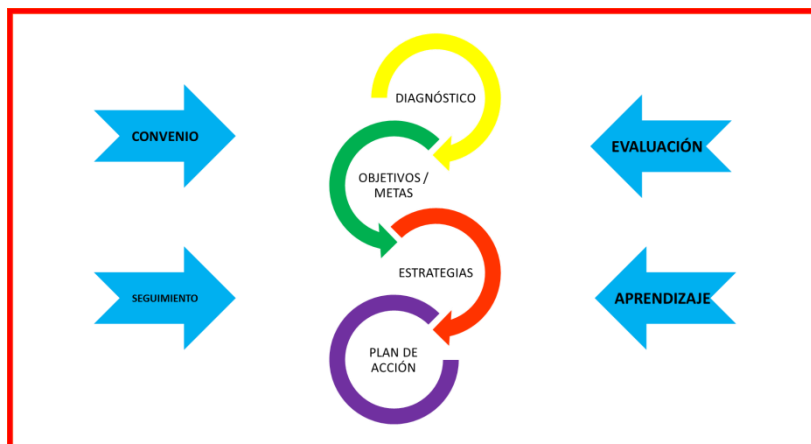 DIAGNÓSTICO
CONVENIO
EVALUACIÓN
OBJETIVOS /
METAS
ESTRATEGIAS
SEGUIMIENTO
APRENDIZAJE
PLAN DE
ACCIÓN